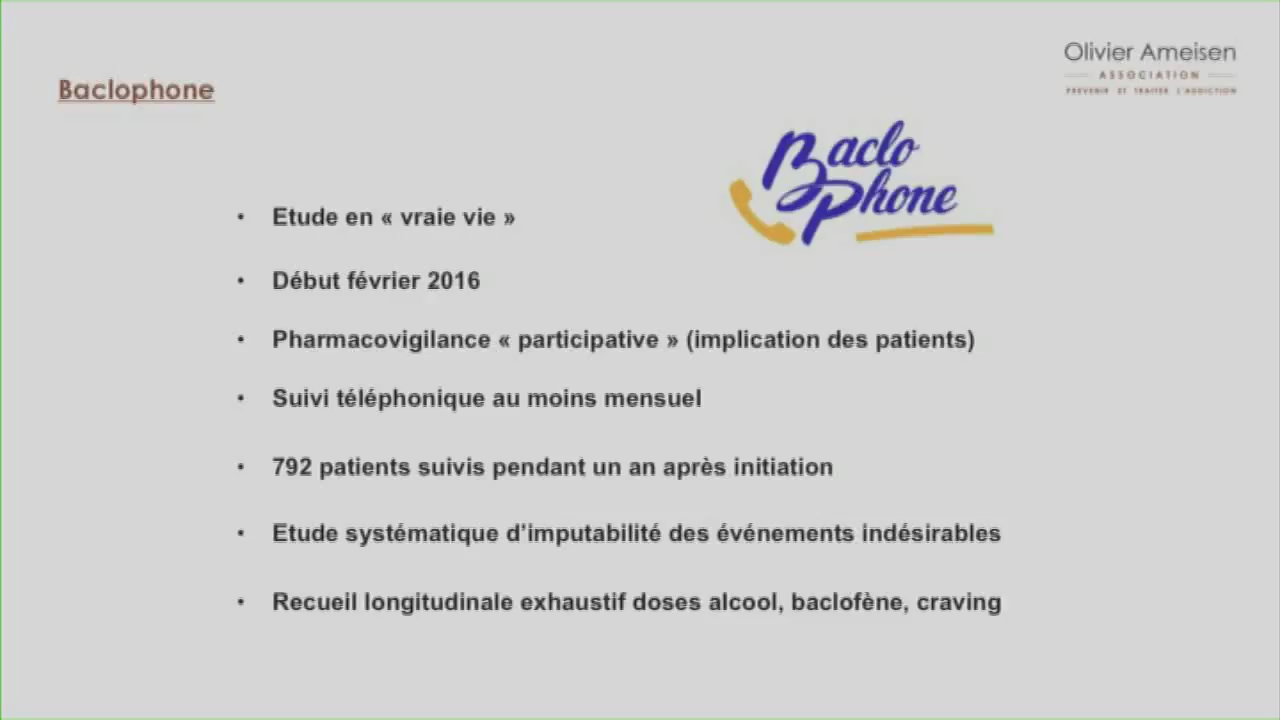 Olivier Ameisen
ASSOCIATION
PREVENIR ET TRAITER L'ADDICTION
Baclophone
Baclo
Phone
• Etude en « vraie vie »
• Début février 2016
• Pharmacovigilance « participative » (implication des patients)
• Suivi téléphonique au moins mensuel
• 792 patients suivis pendant un an après initiation
• Etude systématique d'imputabilité des événements indésirables
• Recueil longitudinale exhaustif doses alcool, baclofène, craving